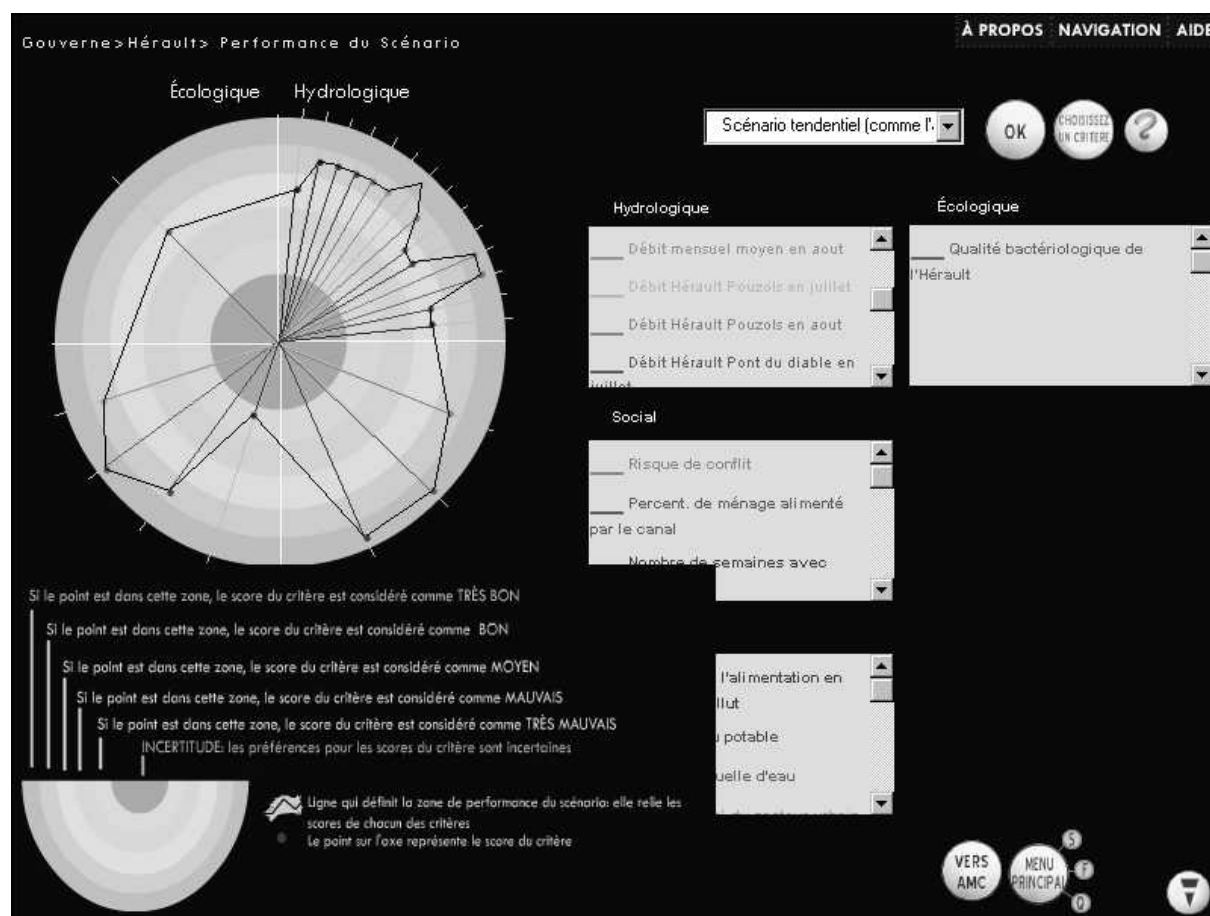 Gouverne>Hérault> Performance du Scénario
À PROPOS NAVIGATION AIDE
Écologique Hydrologique
Scénario tendentiel (comme l'
OK
CHOISISSEZ
UN CRITERE
?
Hydrologique
Débit mensuel moyen en aout
Débit Hérault Pouzols en juillet
Débit Hérault Pouzols en aout
Débit Hérault Pont du diable en
juillet
Écologique
Qualité bactériologique de
l'Hérault
Social
Risque de conflit
Percent. de ménage alimenté
par le canal
Nombre de semaines avec
l'alimentation en
llut
potable
uelle d'eau
Si le point est dans cette zone, le score du critère est considéré comme TRÈS BON
Si le point est dans cette zone, le score du critère est considéré comme BON
Si le point est dans cette zone, le score du critère est considéré comme MOYEN
Si le point est dans cette zone, le score du critère est considéré comme MAUVAIS
Si le point est dans cette zone, le score du critère est considéré comme TRÈS MAUVAIS
INCERTITUDE: les préférences pour les scores du critère sont incertaines
Ligne qui définit la zone de performance du scénario: elle relie les
scores de chacun des critères
Le point sur l'axe représente le score du critère
VERS
AMC
MENU
PRINCIPAL
S
F
Q